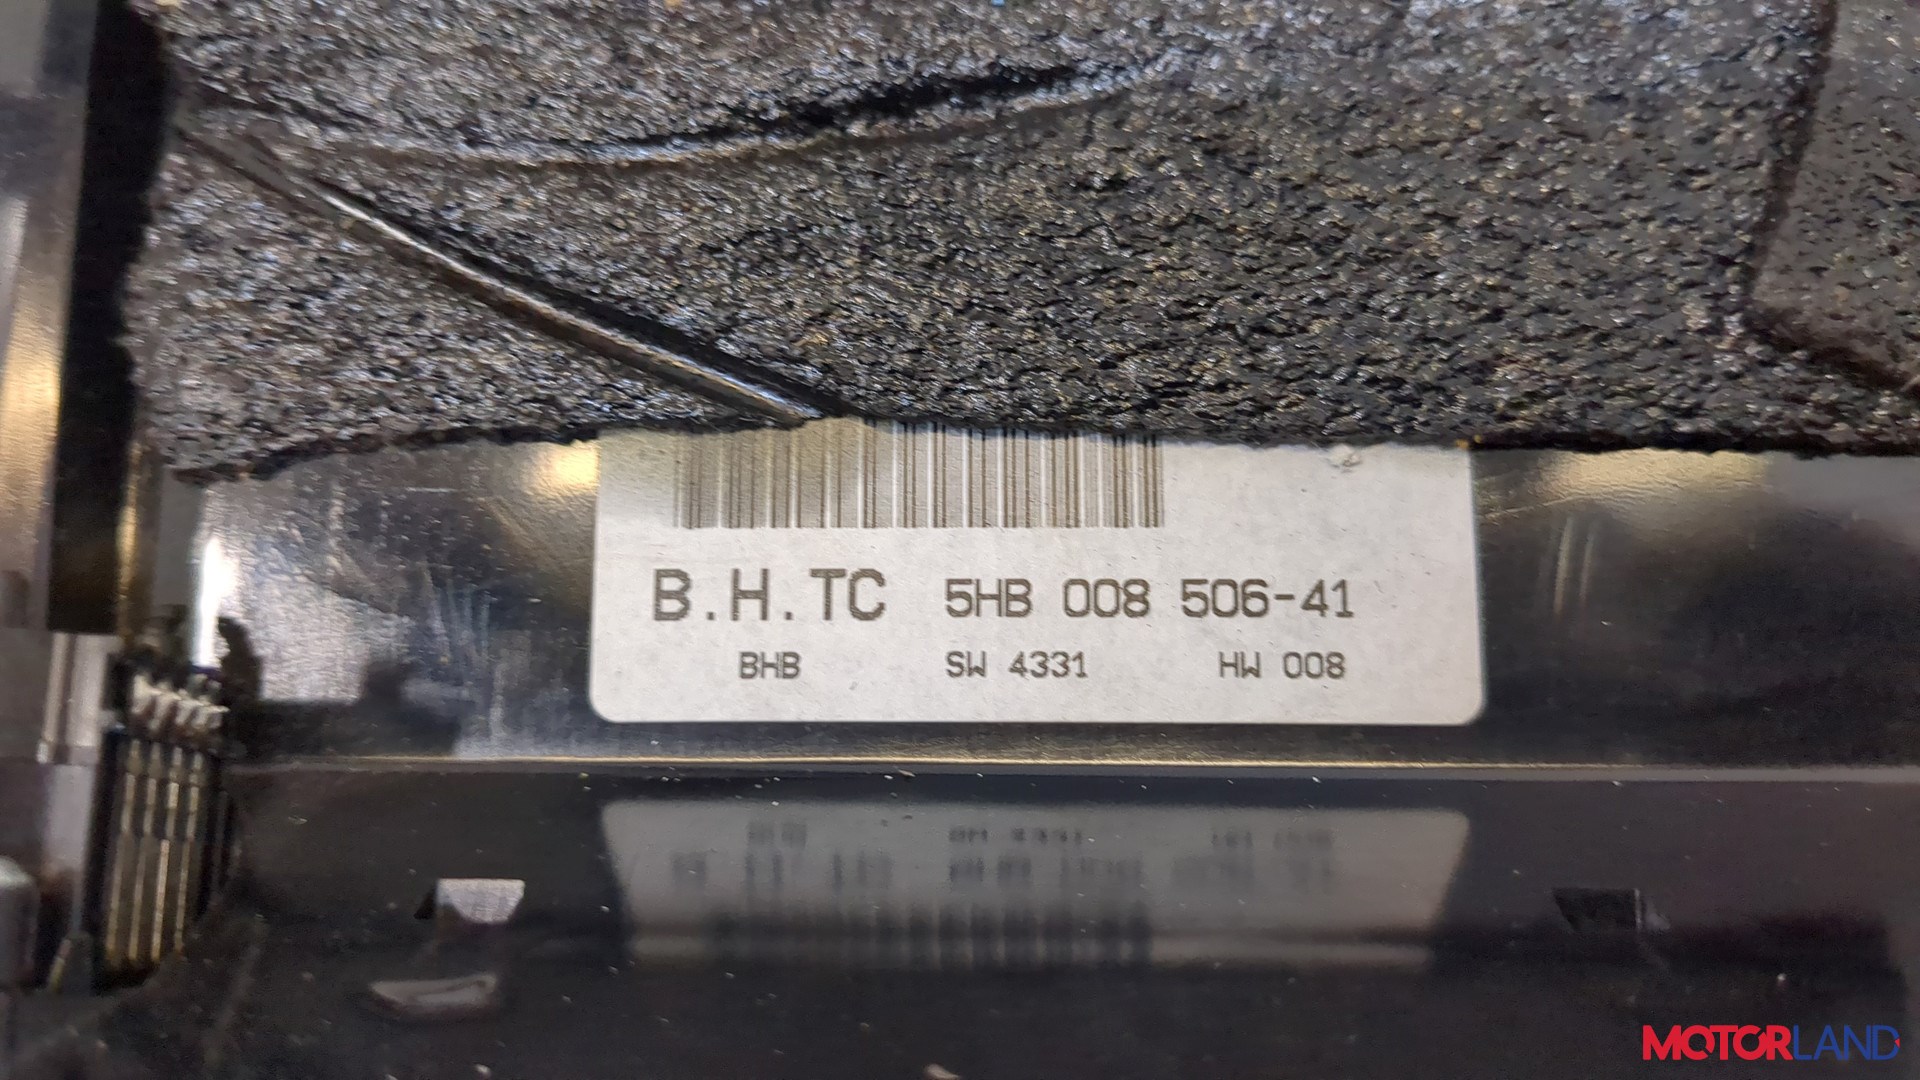 B.H.TC 5HB 008 506-41
BHB SW 4331 HW 008
MOTORLAND